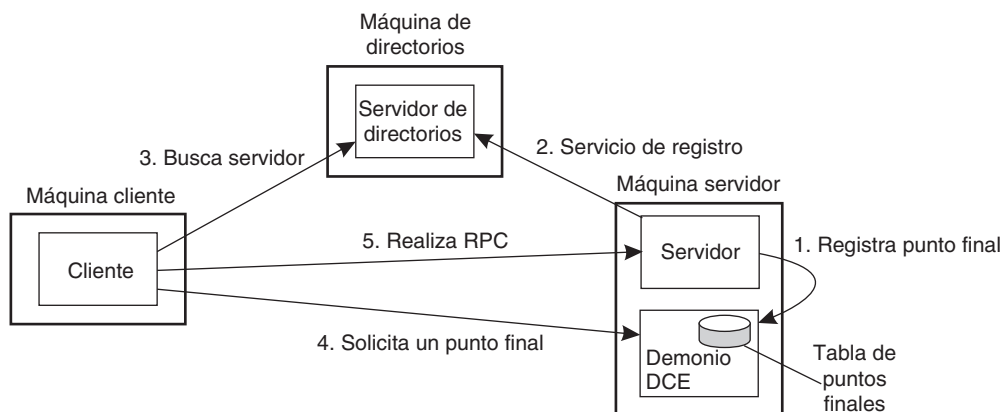 Máquina de
directorios
Servidor de
directorios
3. Busca servidor
2. Servicio de registro
Máquina cliente
Máquina servidor
Cliente
5. Realiza RPC
Servidor
1. Registra punto final
4. Solicita un punto final
Demonio
DCE
Tabla de
puntos
finales